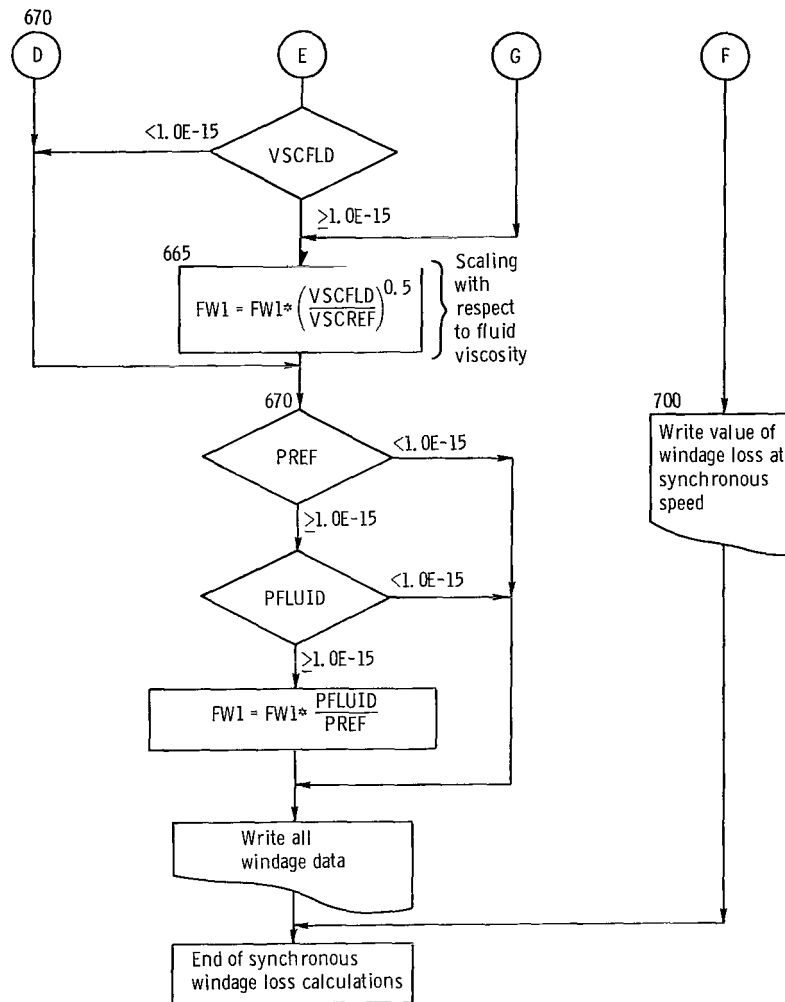 670
D
E
G
F
<1.0E-15
VSCFLD
≥1.0E-15
665
FW1 = FW1* (VSCFLD/VSCREF)^0.5
Scaling
with
respect
to fluid
viscosity
670
PREF
<1.0E-15
≥1.0E-15
700
Write value of
windage loss at
synchronous
speed
PFLUID
<1.0E-15
≥1.0E-15
FW1 = FW1* PFLUID/PREF
Write all
windage data
End of synchronous
windage loss calculations